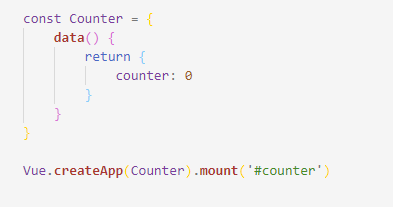 const Counter = {
    data() {
        return {
            counter: 0
        }
    }
}
Vue.createApp(Counter).mount('#counter')